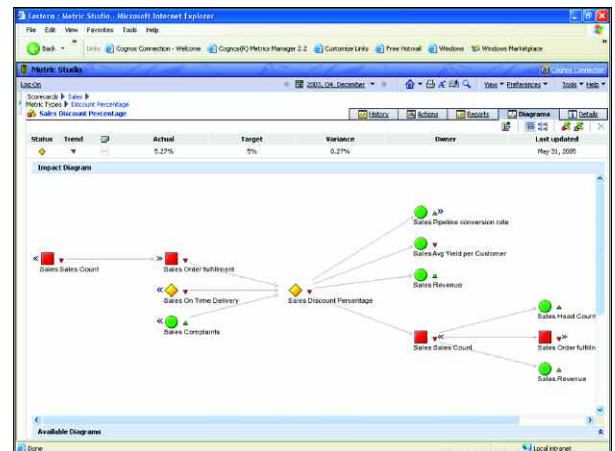 Eastern : Metric Studio - Microsoft Internet Explorer
File Edit View Favorites Tools Help
Back Links Cognos Connection - Welcome Cognos(R) Metrics Manager 2.2 Customize Links Free Hotmail Windows Windows Marketplace
Metric Studio Cognos Connection
Log On 2003, Q4, December View Preferences Tools Help
Scorecards Sales
Metric Types Discount Percentage
Sales Discount Percentage History Actions Reports Diagrams Details
Status Trend Actual Target Variance Owner Last updated
5.27% 5% 0.27% May 31, 2005
Impact Diagram
Sales Pipeline conversion rate
Sales Avg Yield per Customer
Sales Sales Count Sales Order fulfillment
Sales Revenue
Sales On Time Delivery Sales Discount Percentage
Sales Head Count
Sales Complaints
Sales Sales Count Sales Order fulfilln
Sales Revenue
Available Diagrams
Done Local intranet